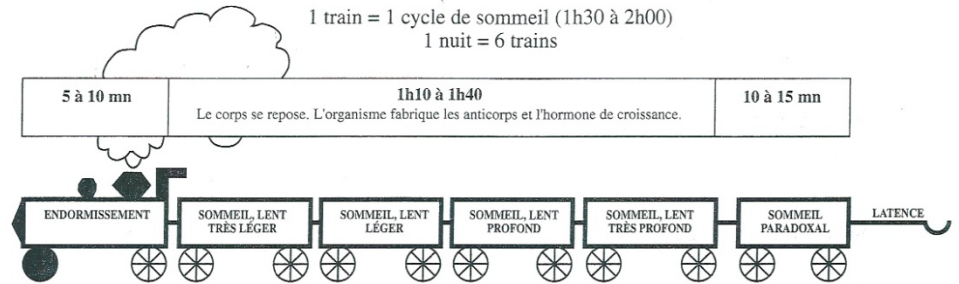 1 train = 1 cycle de sommeil (1h30 à 2h00)
1 nuit = 6 trains
5 à 10 mn
1h10 à 1h40
Le corps se repose. L'organisme fabrique les anticorps et l'hormone de croissance.
10 à 15 mn
ENDORMISSEMENT
SOMMEIL, LENT
TRÈS LÉGER
SOMMEIL, LENT
LÉGER
SOMMEIL, LENT
PROFOND
SOMMEIL, LENT
TRÈS PROFOND
SOMMEIL
PARADOXAL
LATENCE